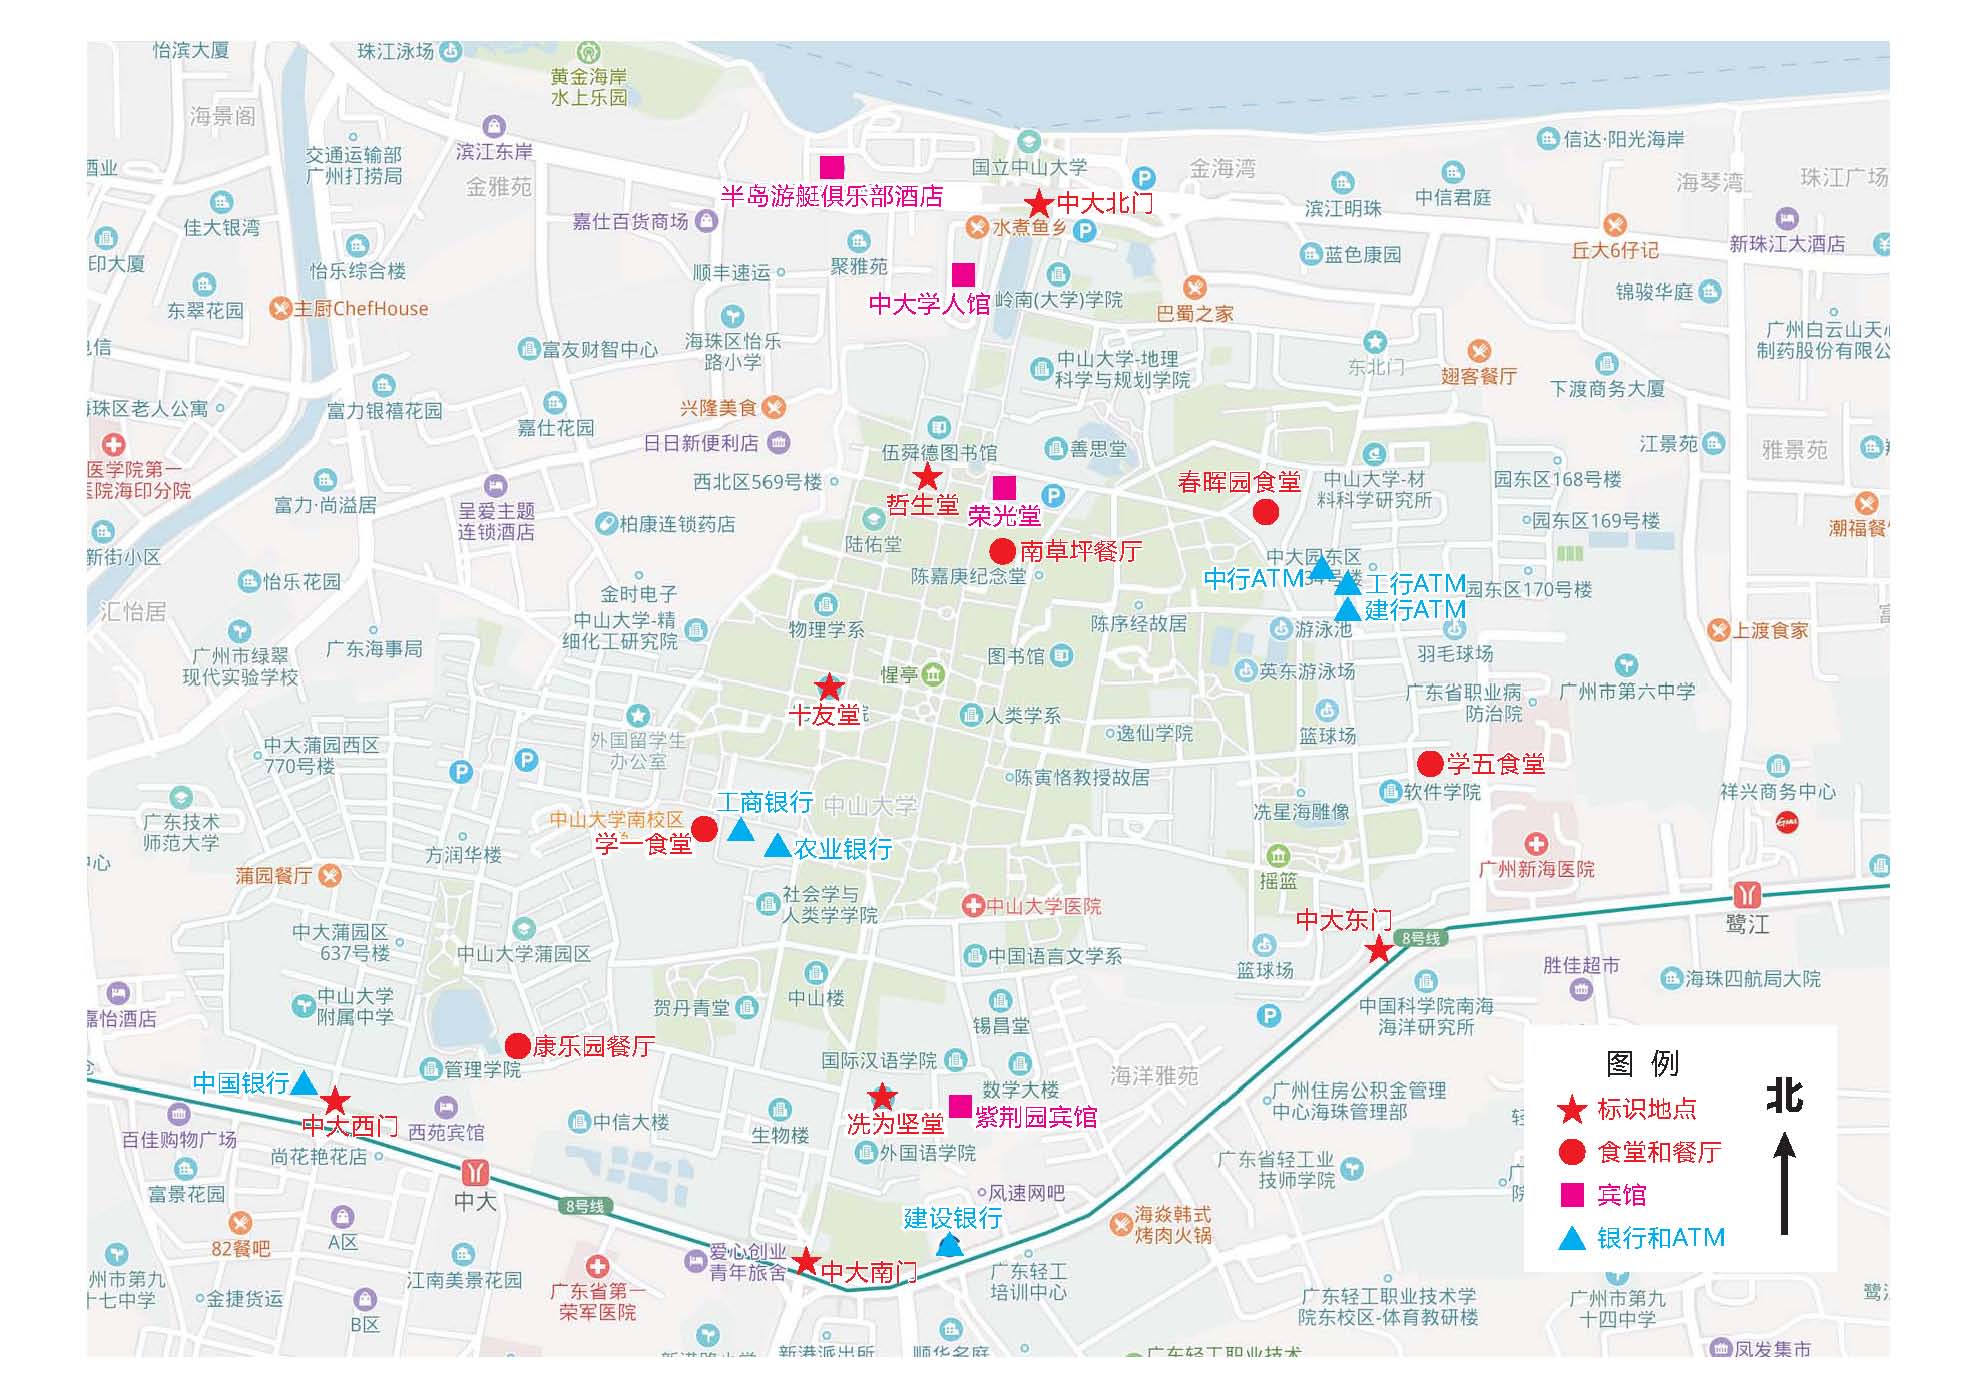 怡滨大厦
珠江泳场
黄金海岸
水上乐园
海景阁
滨江东岸
交通运输部
广州打捞局
金雅苑
国立中山大学
金海湾
信达·阳光海岸
酒业
半岛游艇俱乐部酒店
P
中大北门
滨江明珠
中信君庭
海琴湾
珠江广场
佳大银湾
嘉仕百货商场
水煮鱼乡
P
丘大6仔记
新珠江大酒店
印大厦
怡乐综合楼
顺丰速运
聚雅苑
蓝色康园
东翠花园
主厨ChefHouse
中大学人馆
岭南(大学)学院
巴蜀之家
锦骏华庭
富友财智中心
海珠区怡乐
路小学
中山大学-地理
科学与规划学院
东北门
翅客餐厅
下渡商务大厦
广州白云山天心
制药股份有限公
海珠区老人公寓
富力银禧花园
嘉仕花园
兴隆美食
日日新便利店
伍舜德图书馆
善思堂
江景苑
雅景苑
医学院第一
医院海印分院
富力·尚溢居
呈爱主题
连锁酒店
西北区569号楼
哲生堂
荣光堂
P
春晖园食堂
中山大学-材
料科学研究所
园东区168号楼
园东区169号楼
潮福餐
新街小区
柏康连锁药店
陆佑堂
南草坪餐厅
怡乐花园
金时电子
陈嘉庚纪念堂
中大园东区
中行ATM
工行ATM
建行ATM
园东区170号楼
汇怡居
广东海事局
中山大学-精
细化工研究院
物理学系
陈序经故居
游泳池
羽毛球场
上渡食家
广州市绿翠
现代实验学校
惺亭
图书馆
英东游泳场
广东省职业病
防治院
广州市第六中学
十友堂
人类学系
逸仙学院
篮球场
外国留学生
办公室
中大蒲园西区
770号楼
P
P
陈寅恪教授故居
学五食堂
广东技术
师范大学
工商银行
中山大学
冼星海雕像
软件学院
祥兴商务中心
中山大学南校区
学一食堂
农业银行
方润华楼
蒲园餐厅
社会学与
人类学学院
中山大学医院
摇篮
广州新海医院
中大东门
8号线
鹭江
中大蒲园区
637号楼
中山大学蒲园区
中国语言文学系
篮球场
胜佳超市
海珠四航局大院
嘉怡酒店
中山大学
附属中学
贺丹青堂
中山楼
锡昌堂
P
中国科学院南海
海洋研究所
康乐园餐厅
管理学院
国际汉语学院
数学大楼
海洋雅苑
中国银行
中大西门
广州住房公积金管理
中心海珠管理部
百佳购物广场
西苑宾馆
中信大楼
生物楼
冼为坚堂
紫荆园宾馆
外国语学院
尚花艳花店
中大
富景花园
8号线
广东省轻工业
技师学院
风速网吧
建设银行
海焱韩式
烤肉火锅
82餐吧
A区
江南美景花园
爱心创业
青年旅舍
中大南门
州市第九
十七中学
金捷货运
B区
广东省第一
荣军医院
广东轻工
培训中心
广东轻工职业技术学
院东校区-体育教研楼
广州市第九
十四中学
新港派出所
顺华名庭
广东轻工职业技术
凤发集市
图 例
标识地点
食堂和餐厅
宾馆
银行和ATM
北